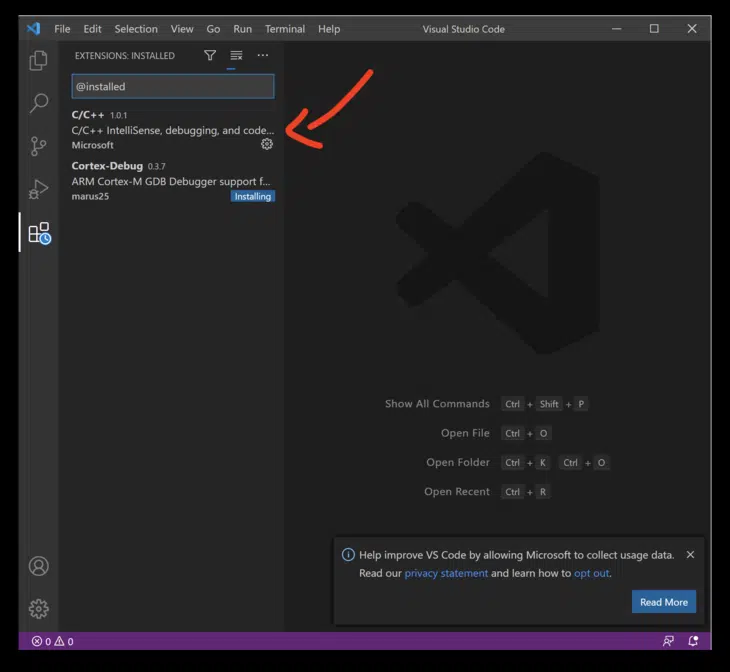 File Edit Selection View Go Run Terminal Help
Visual Studio Code
EXTENSIONS: INSTALLED
@installed
C/C++ 1.0.1
C/C++ IntelliSense, debugging, and code...
Microsoft
Cortex-Debug 0.3.7
ARM Cortex-M GDB Debugger support f...
marus25 Installing
Show All Commands Ctrl + Shift + P
Open File Ctrl + O
Open Folder Ctrl + K Ctrl + O
Open Recent Ctrl + R
Help improve VS Code by allowing Microsoft to collect usage data.
Read our privacy statement and learn how to opt out.
Read More
0 0